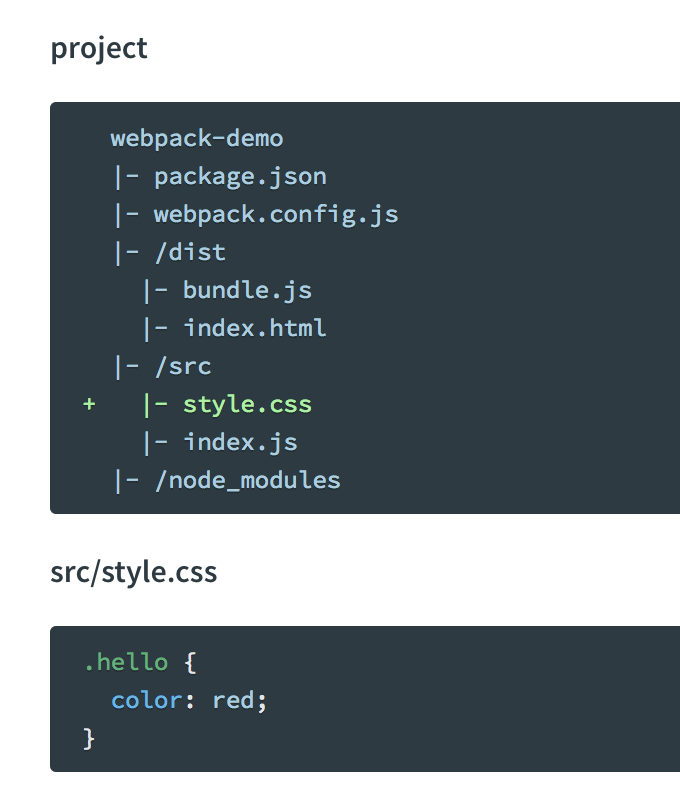 project
webpack-demo
|- package.json
|- webpack.config.js
|- /dist
|- bundle.js
|- index.html
|- /src
+ |- style.css
|- index.js
|- /node_modules
src/style.css
.hello {
color: red;
}